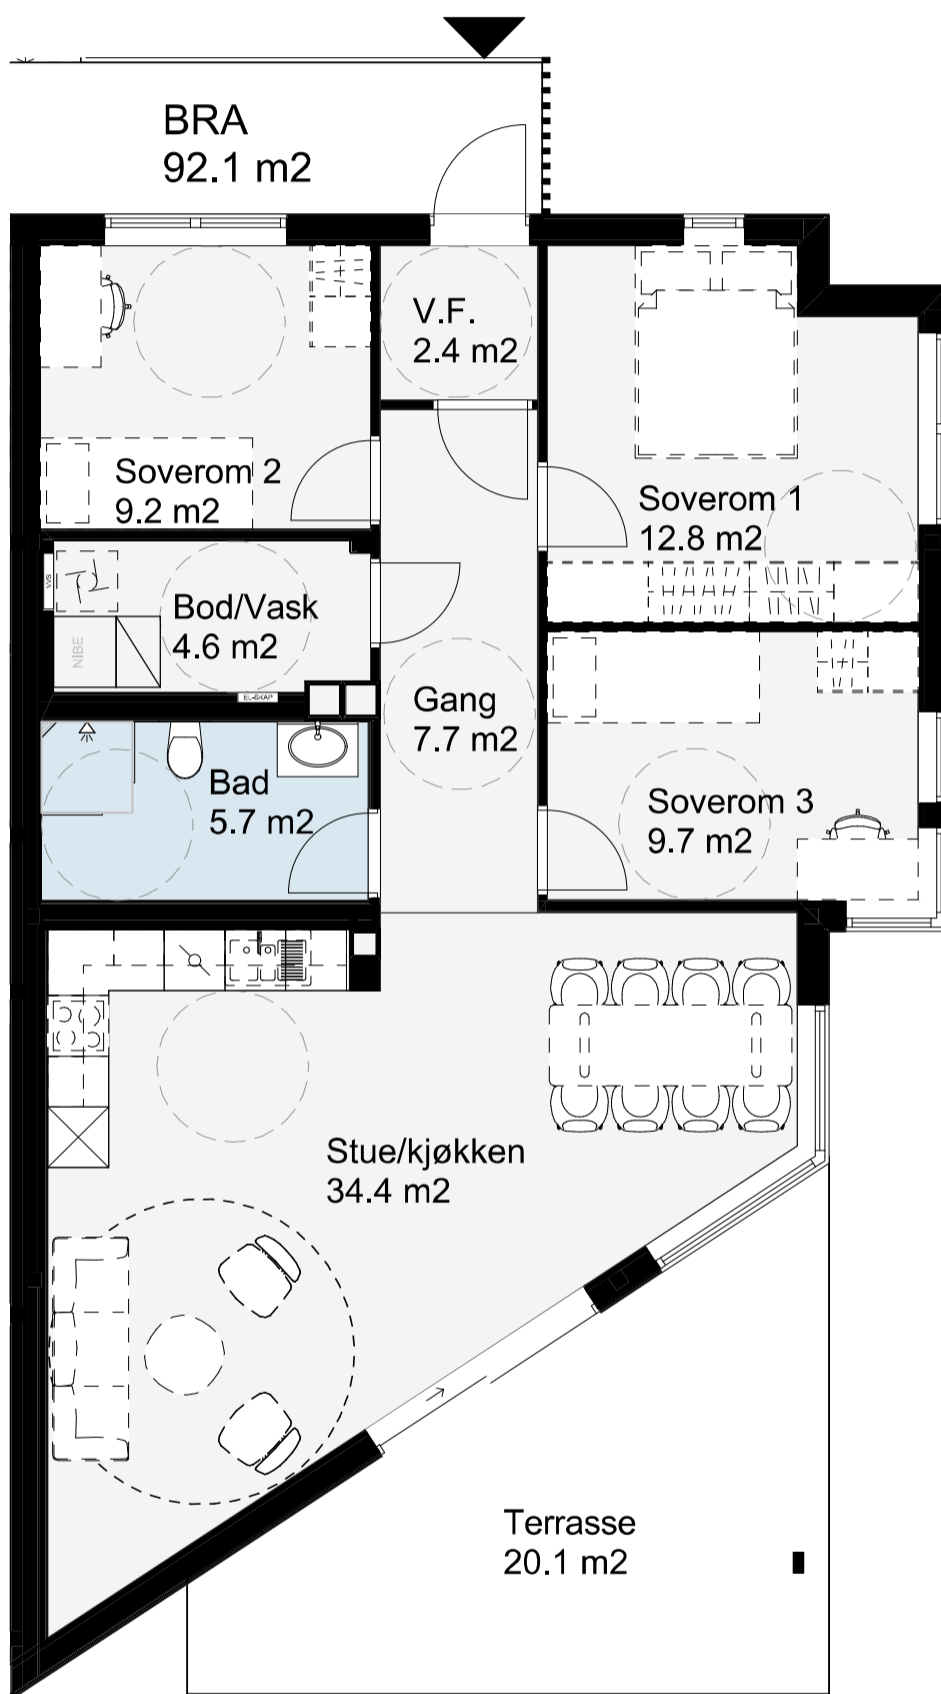 BRA
92.1 m2
V.F.
2.4 m2
Soverom 2
9.2 m2
Soverom 1
12.8 m2
VVS
Bod/Vask
4.6 m2
NIBE
EL-SKAP
Gang
7.7 m2
Bad
5.7 m2
Soverom 3
9.7 m2
Stue/kjøkken
34.4 m2
Terrasse
20.1 m2